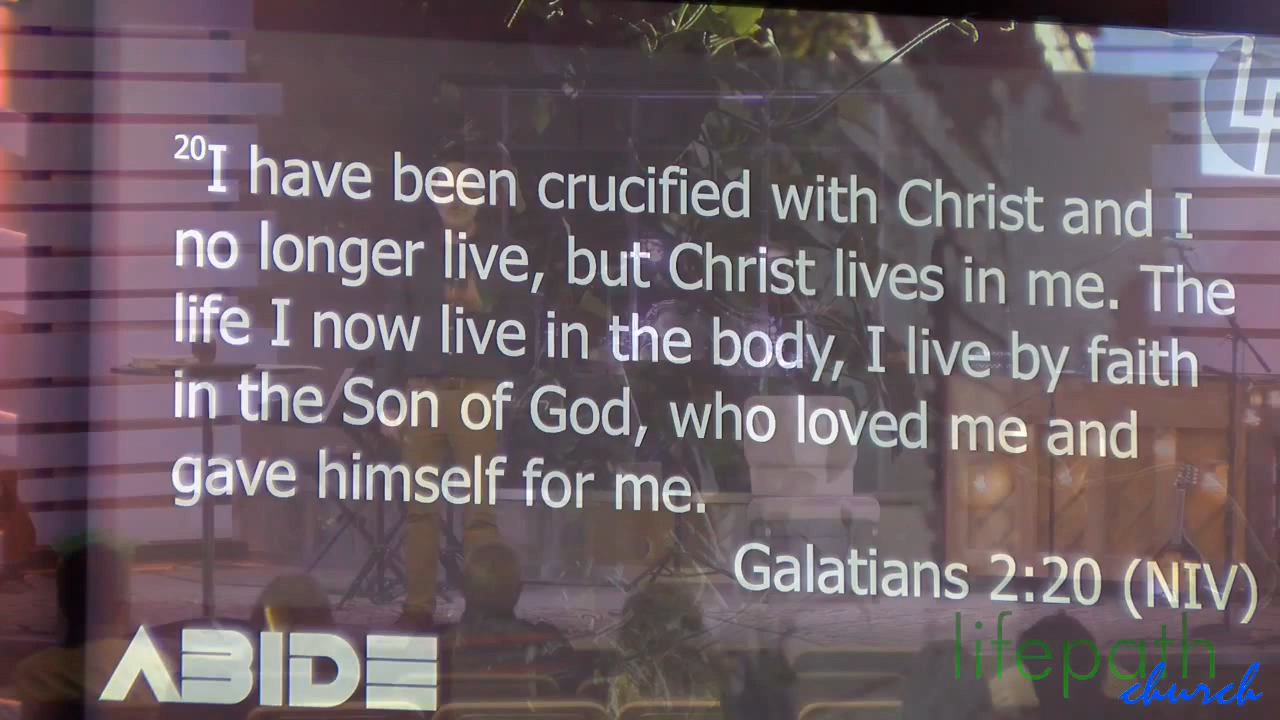 20I have been crucified with Christ and I
no longer live, but Christ lives in me. The
life I now live in the body, I live by faith
in the Son of God, who loved me and
gave himself for me.
Galatians 2:20 (NIV)
ABIDE
lifepath
church
LP